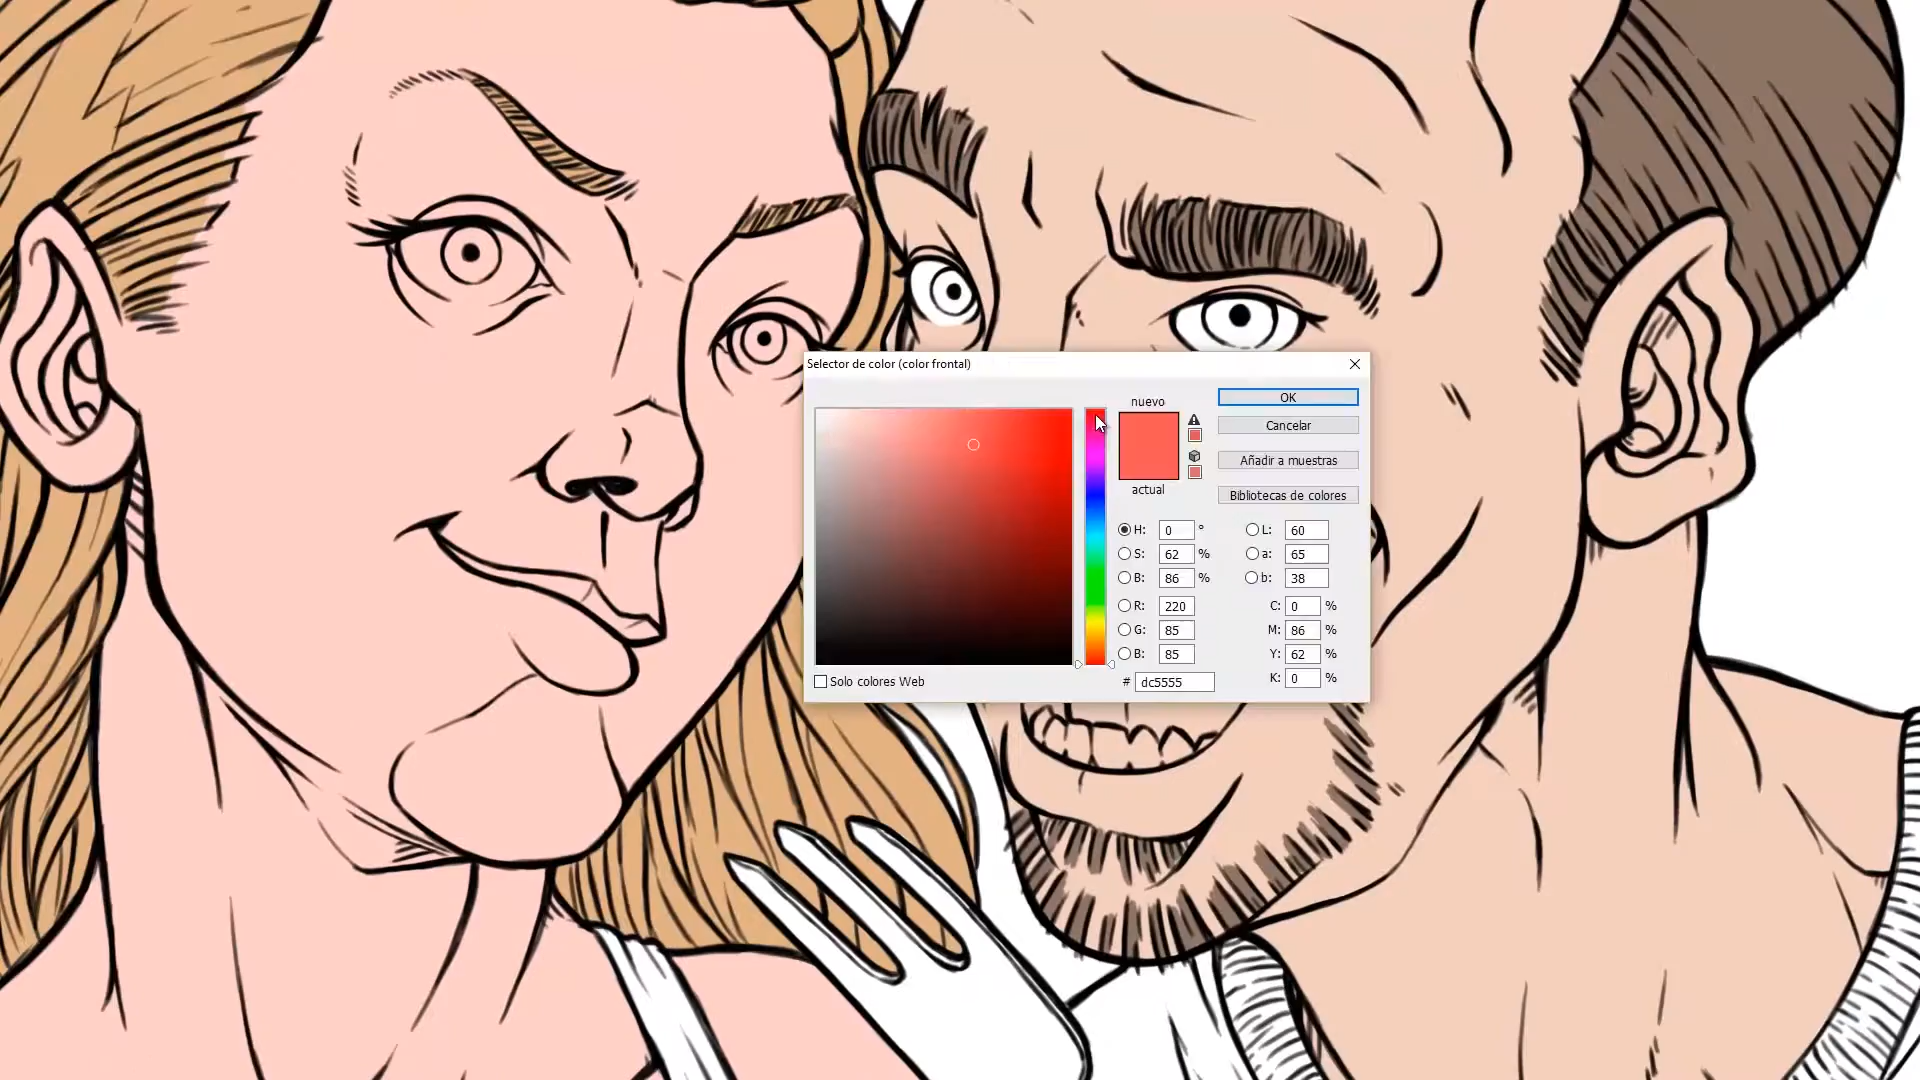 Selector de color (color frontal)
nuevo
OK
Cancelar
Añadir a muestras
actual
Bibliotecas de colores
H: 0 ° L: 60
S: 62 % a: 65
B: 86 % b: 38
R: 220 C: 0 %
G: 85 M: 86 %
B: 85 Y: 62 %
Solo colores Web # dc5555 K: 0 %